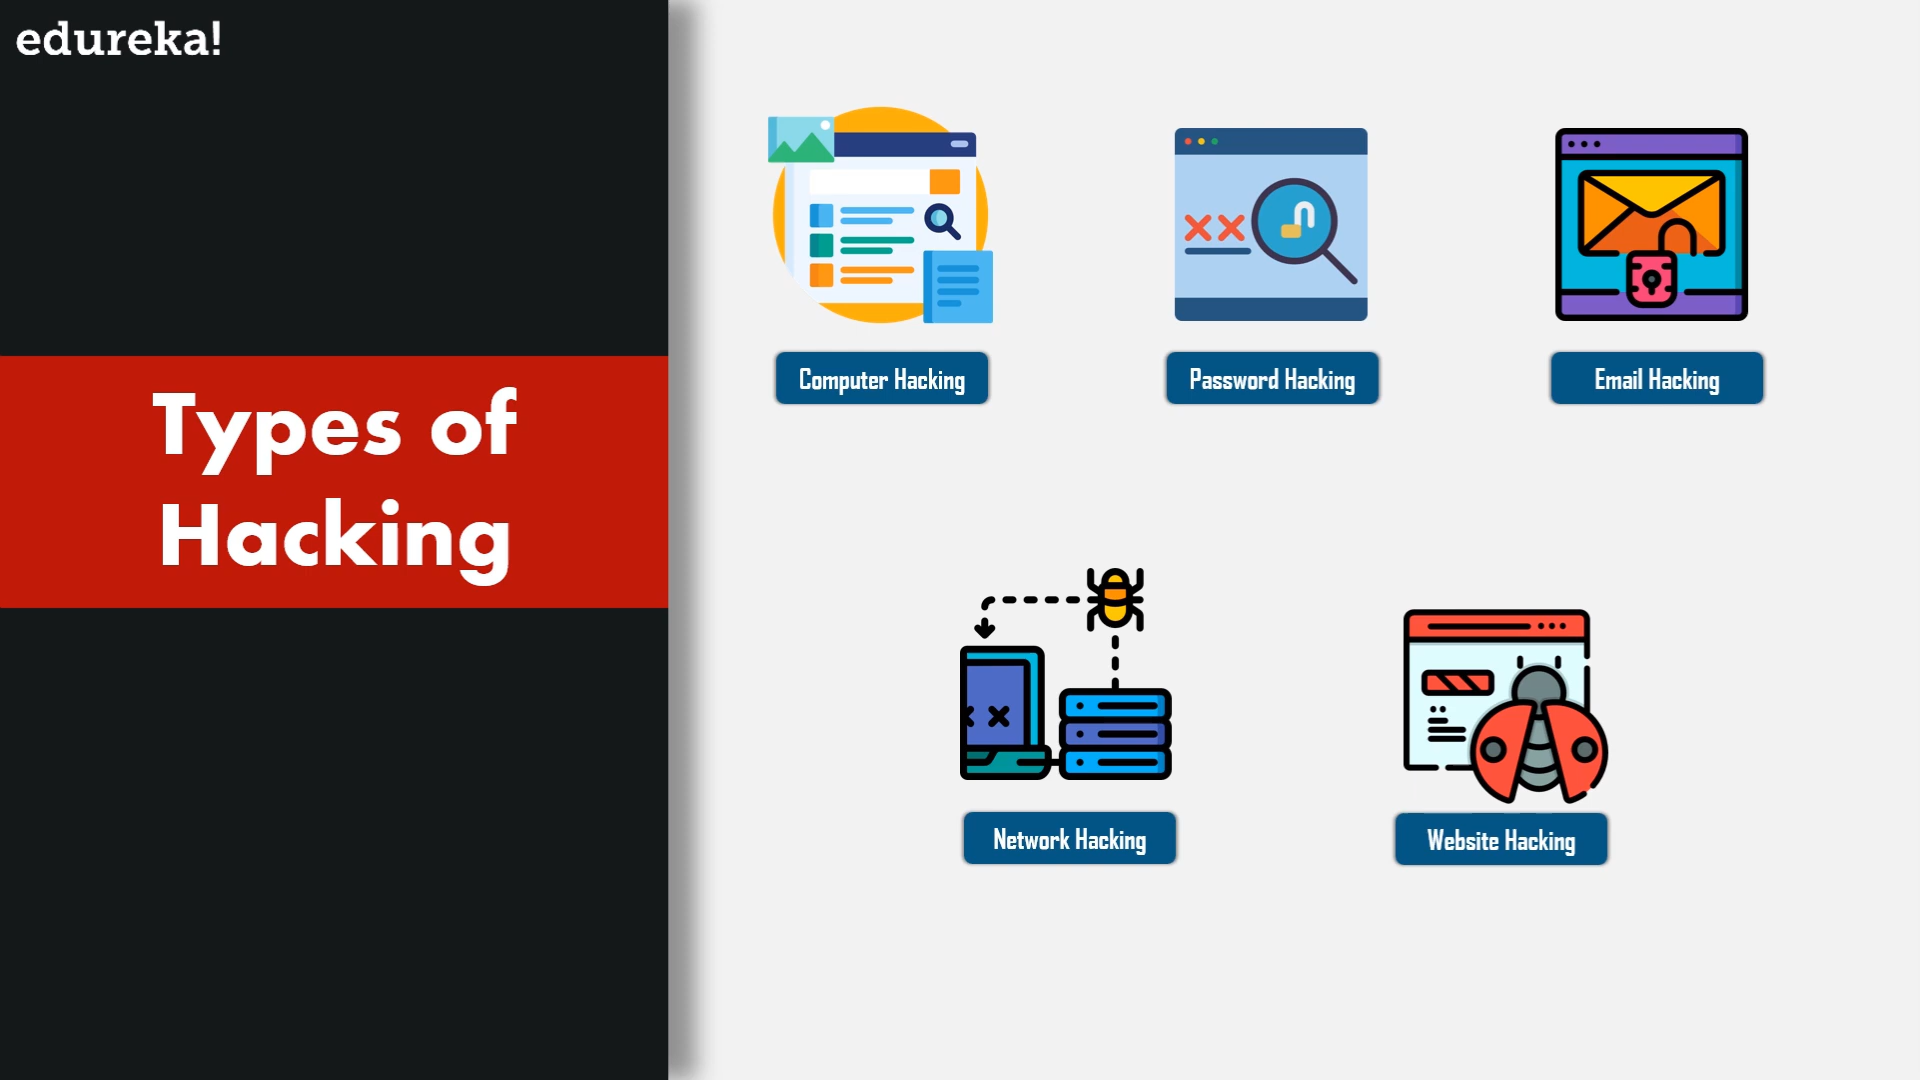 edureka!
Types of
Hacking
Computer Hacking
Password Hacking
Email Hacking
Network Hacking
Website Hacking